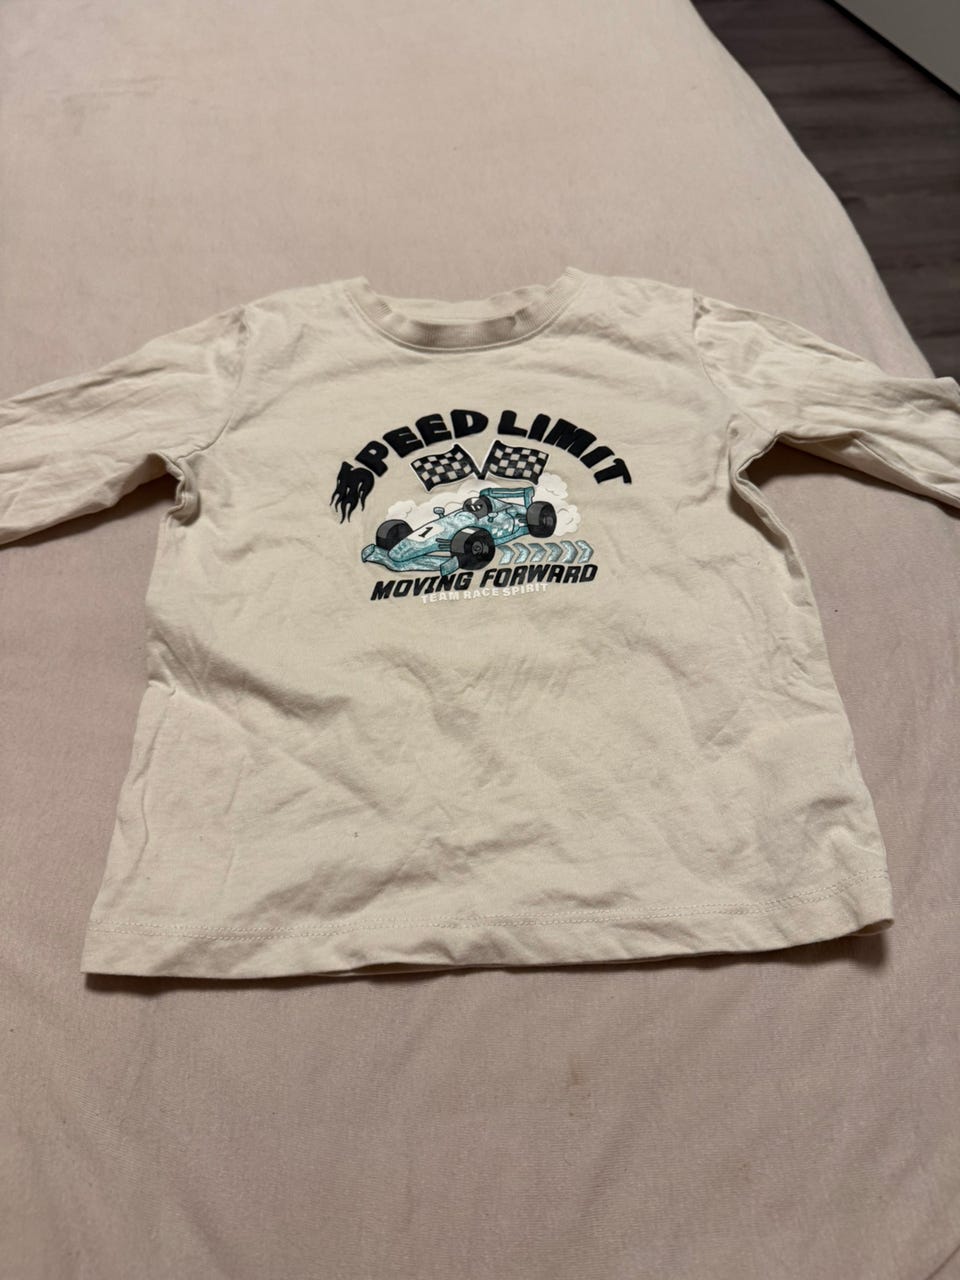 SPEED LIMIT
1
MOVING FORWARD
TEAM RACE SPIRIT